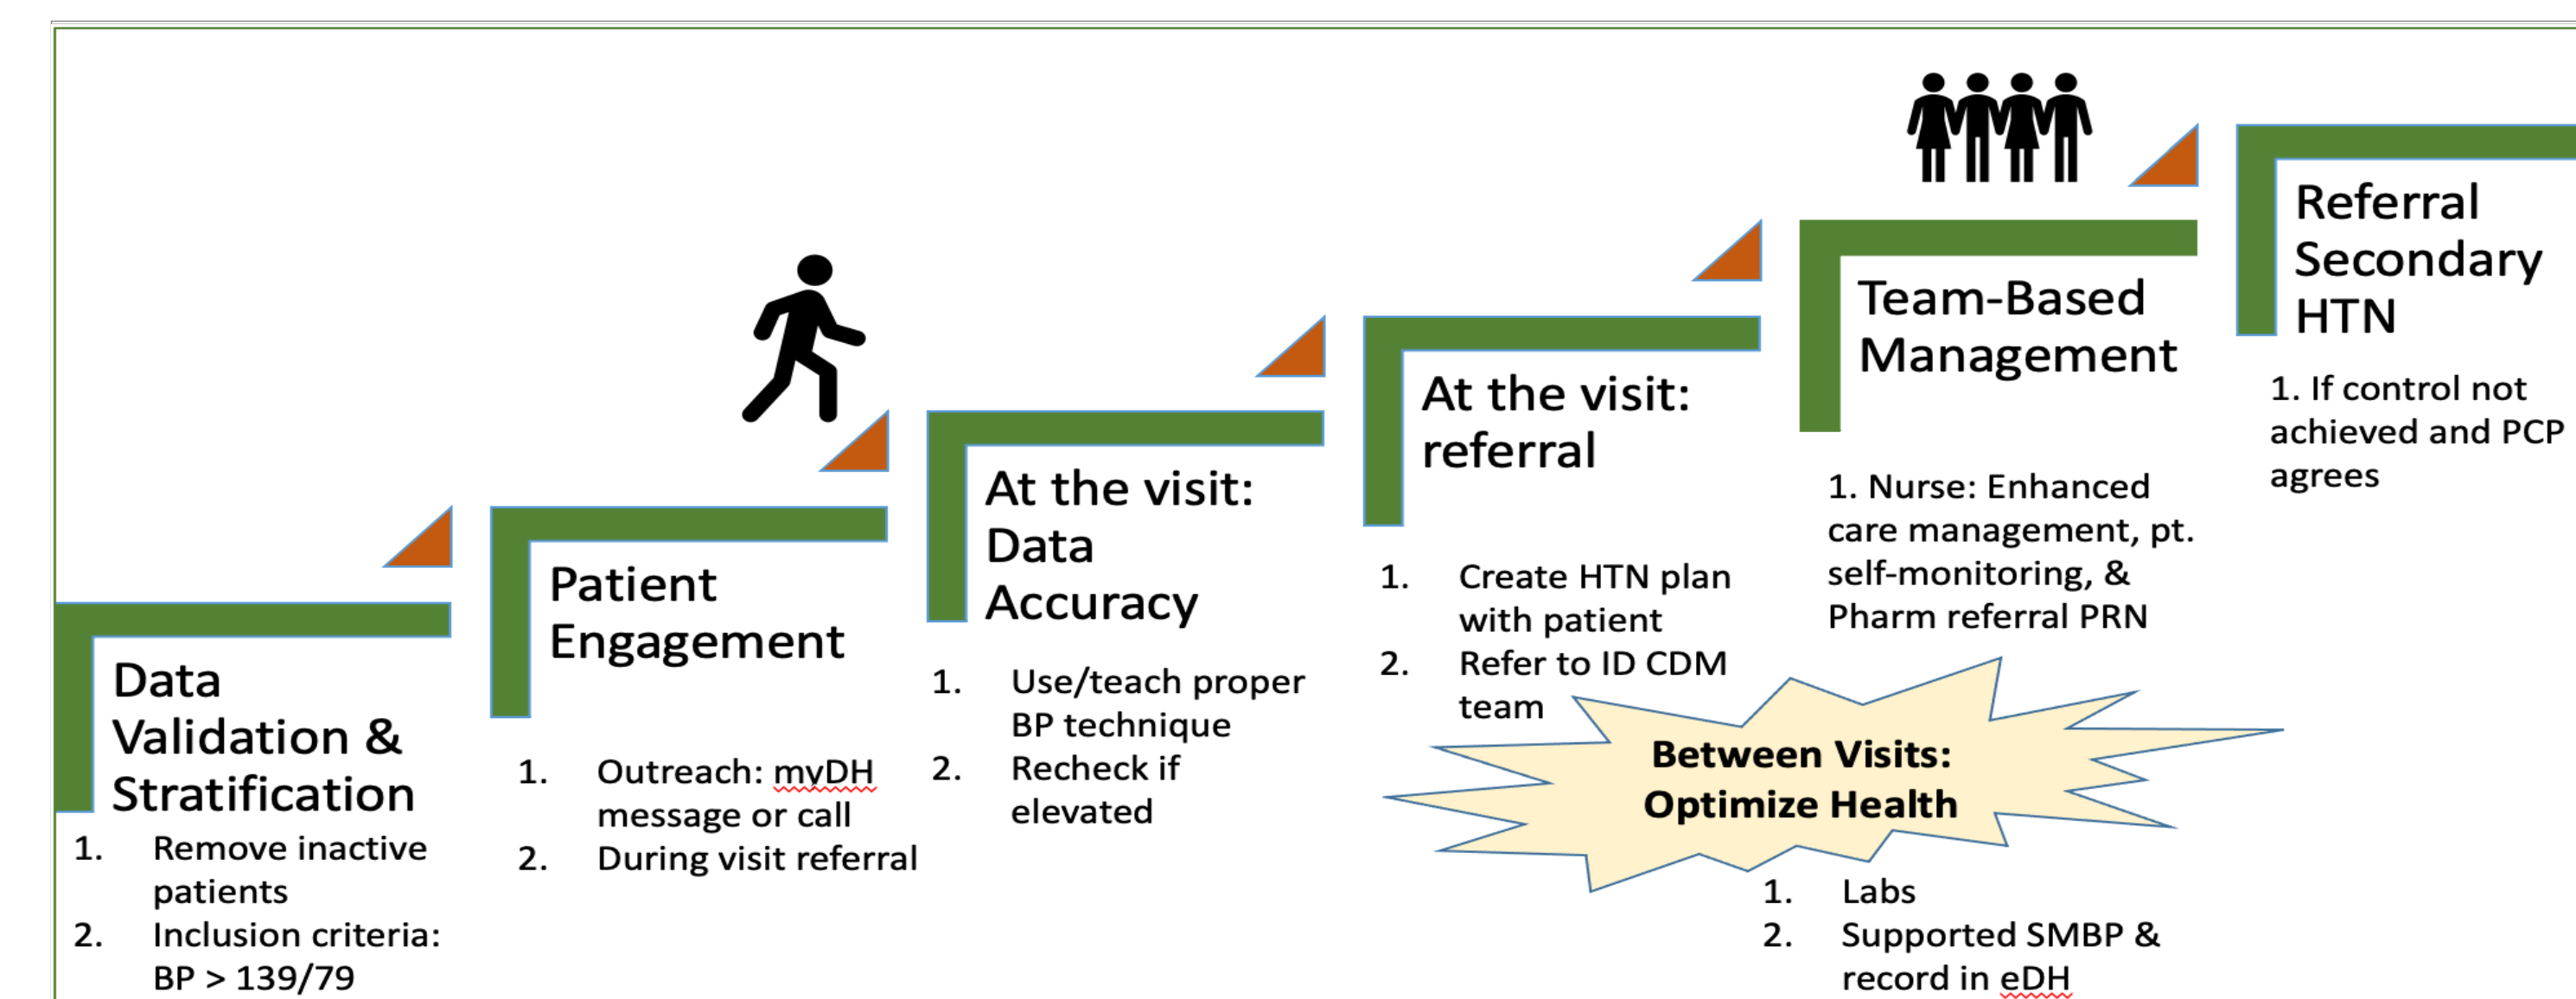 Data
Validation &
Stratification
1. Remove inactive
patients
2. Inclusion criteria:
BP > 139/79
Patient
Engagement
1. Outreach: myDH
message or call
2. During visit referral
At the visit:
Data
Accuracy
1. Use/teach proper
BP technique
2. Recheck if
elevated
At the visit:
referral
1. Create HTN plan
with patient
2. Refer to ID CDM
team
Team-Based
Management
1. Nurse: Enhanced
care management, pt.
self-monitoring, &
Pharm referral PRN
Between Visits:
Optimize Health
1. Labs
2. Supported SMBP &
record in eDH
Referral
Secondary
HTN
1. If control not
achieved and PCP
agrees